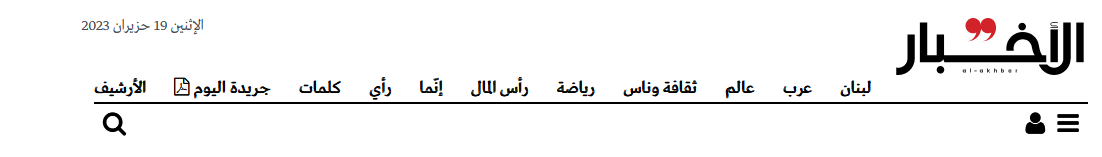 الإثنين 19 حزيران 2023
الأخبار
al-akhbar
لبنان عرب عالم ثقافة وناس رياضة رأس المال إنّما رأي كلمات جريدة اليوم الأرشيف